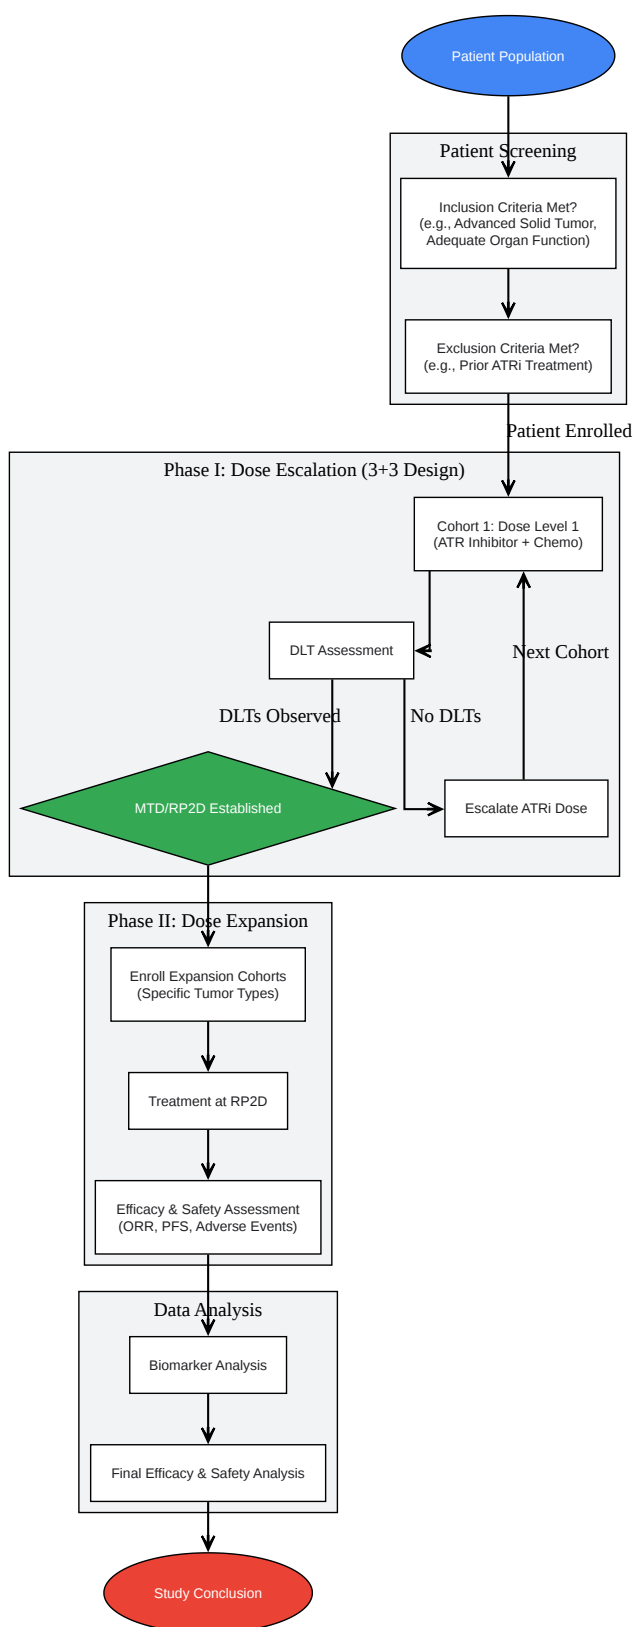 Patient Population
Patient Screening
Inclusion Criteria Met?
(e.g., Advanced Solid Tumor,
Adequate Organ Function)
Exclusion Criteria Met?
(e.g., Prior ATRi Treatment)
Patient Enrolled
Phase I: Dose Escalation (3+3 Design)
Cohort 1: Dose Level 1
(ATR Inhibitor + Chemo)
DLT Assessment
Next Cohort
DLTs Observed
No DLTs
MTD/RP2D Established
Escalate ATRi Dose
Phase II: Dose Expansion
Enroll Expansion Cohorts
(Specific Tumor Types)
Treatment at RP2D
Efficacy & Safety Assessment
(ORR, PFS, Adverse Events)
Data Analysis
Biomarker Analysis
Final Efficacy & Safety Analysis
Study Conclusion